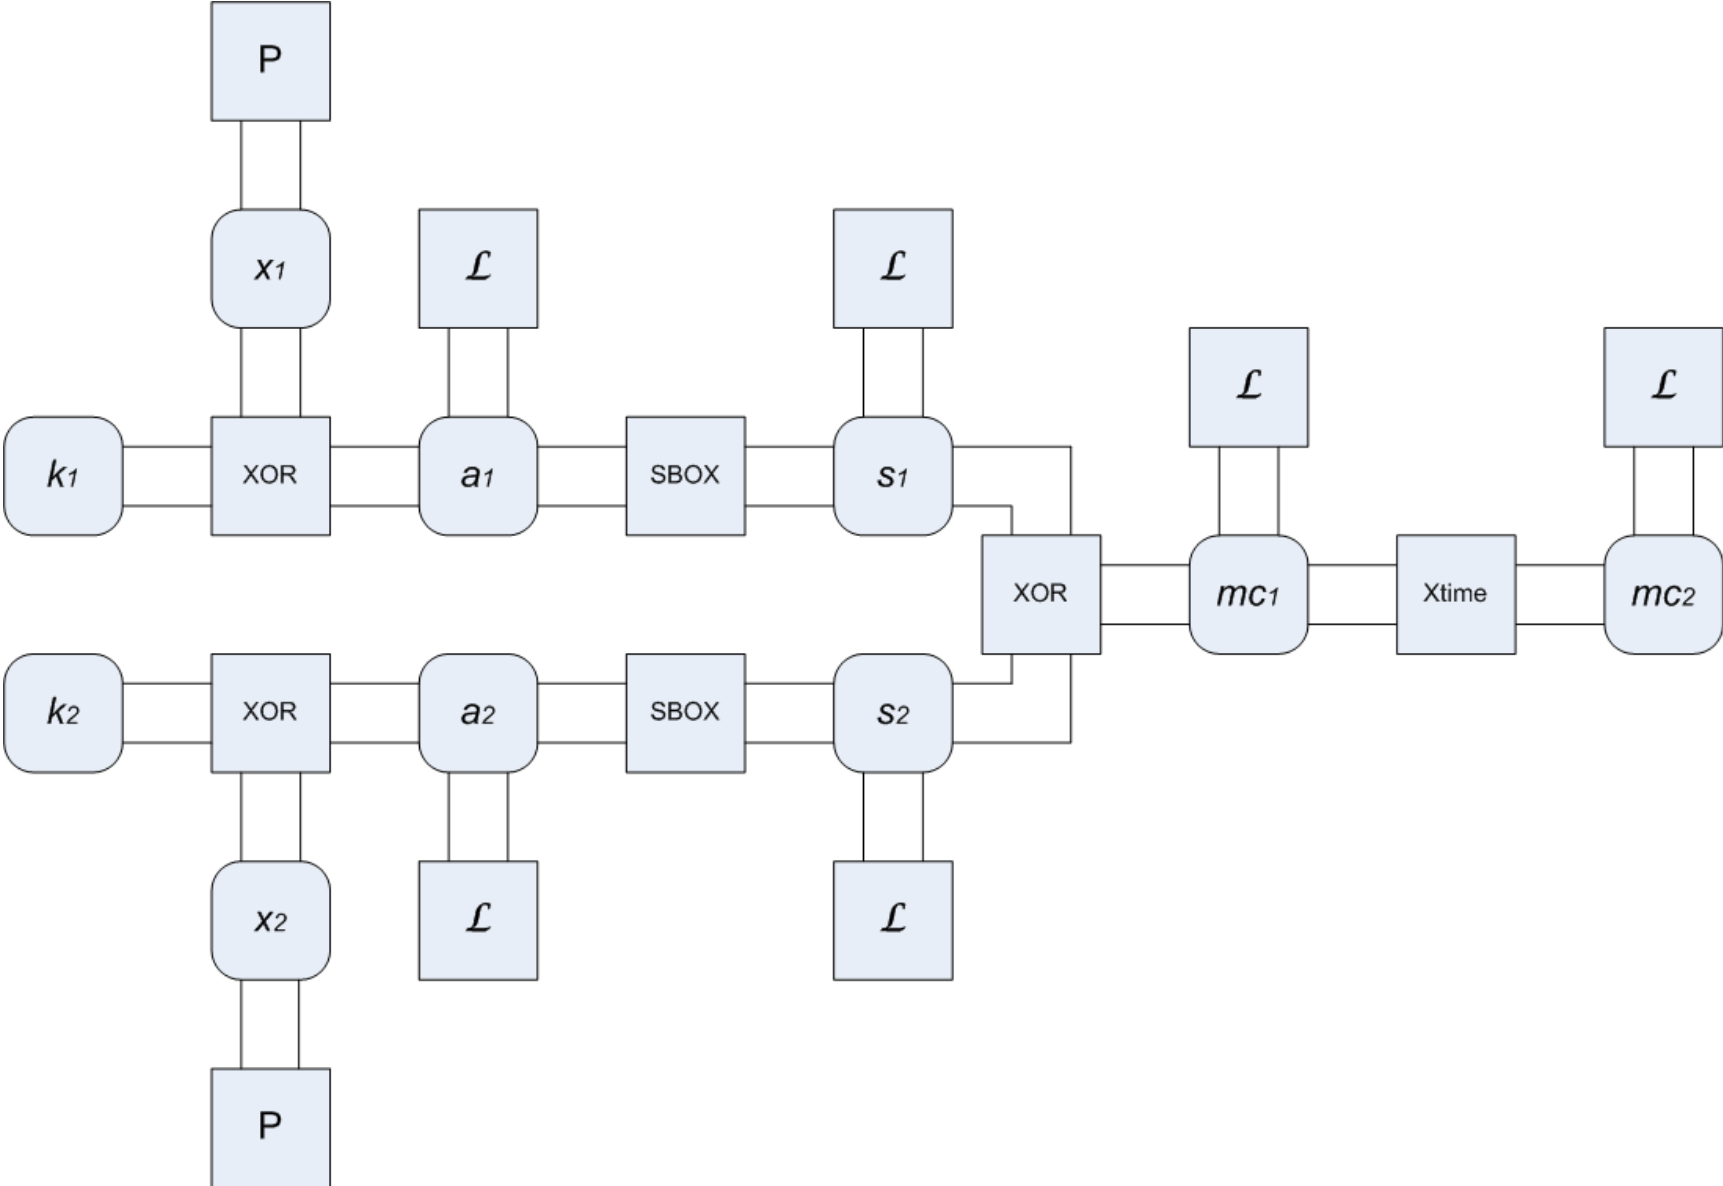 P
x1
ℒ
ℒ
ℒ
ℒ
k1
XOR
a1
SBOX
s1
XOR
mc1
Xtime
mc2
k2
XOR
a2
SBOX
s2
x2
ℒ
ℒ
P